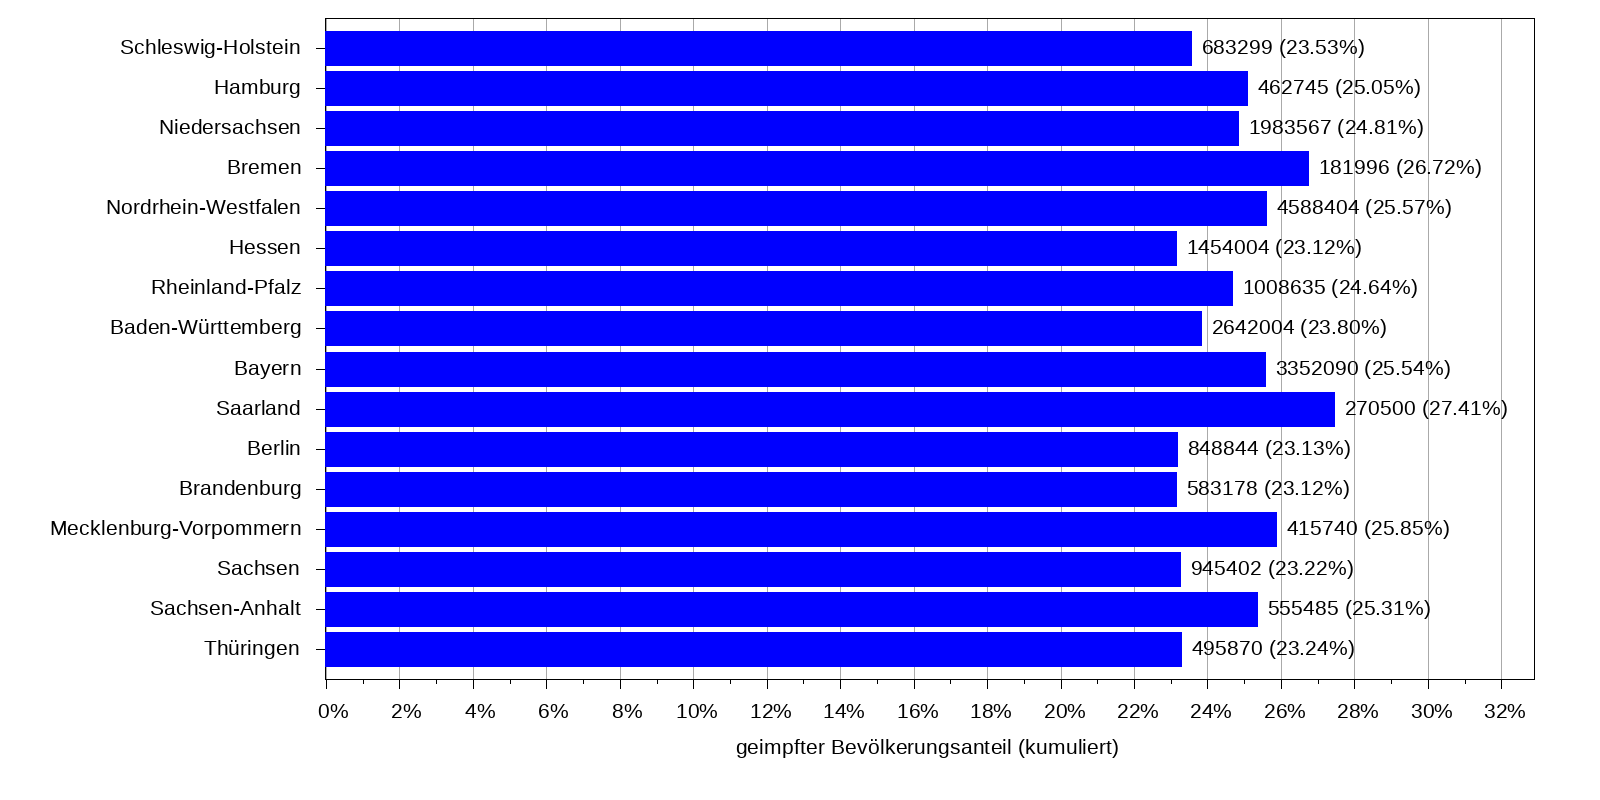 Schleswig-Holstein 683299 (23.53%)
Hamburg 462745 (25.05%)
Niedersachsen 1983567 (24.81%)
Bremen 181996 (26.72%)
Nordrhein-Westfalen 4588404 (25.57%)
Hessen 1454004 (23.12%)
Rheinland-Pfalz 1008635 (24.64%)
Baden-Württemberg 2642004 (23.80%)
Bayern 3352090 (25.54%)
Saarland 270500 (27.41%)
Berlin 848844 (23.13%)
Brandenburg 583178 (23.12%)
Mecklenburg-Vorpommern 415740 (25.85%)
Sachsen 945402 (23.22%)
Sachsen-Anhalt 555485 (25.31%)
Thüringen 495870 (23.24%)
0% 2% 4% 6% 8% 10% 12% 14% 16% 18% 20% 22% 24% 26% 28% 30% 32%
geimpfter Bevölkerungsanteil (kumuliert)